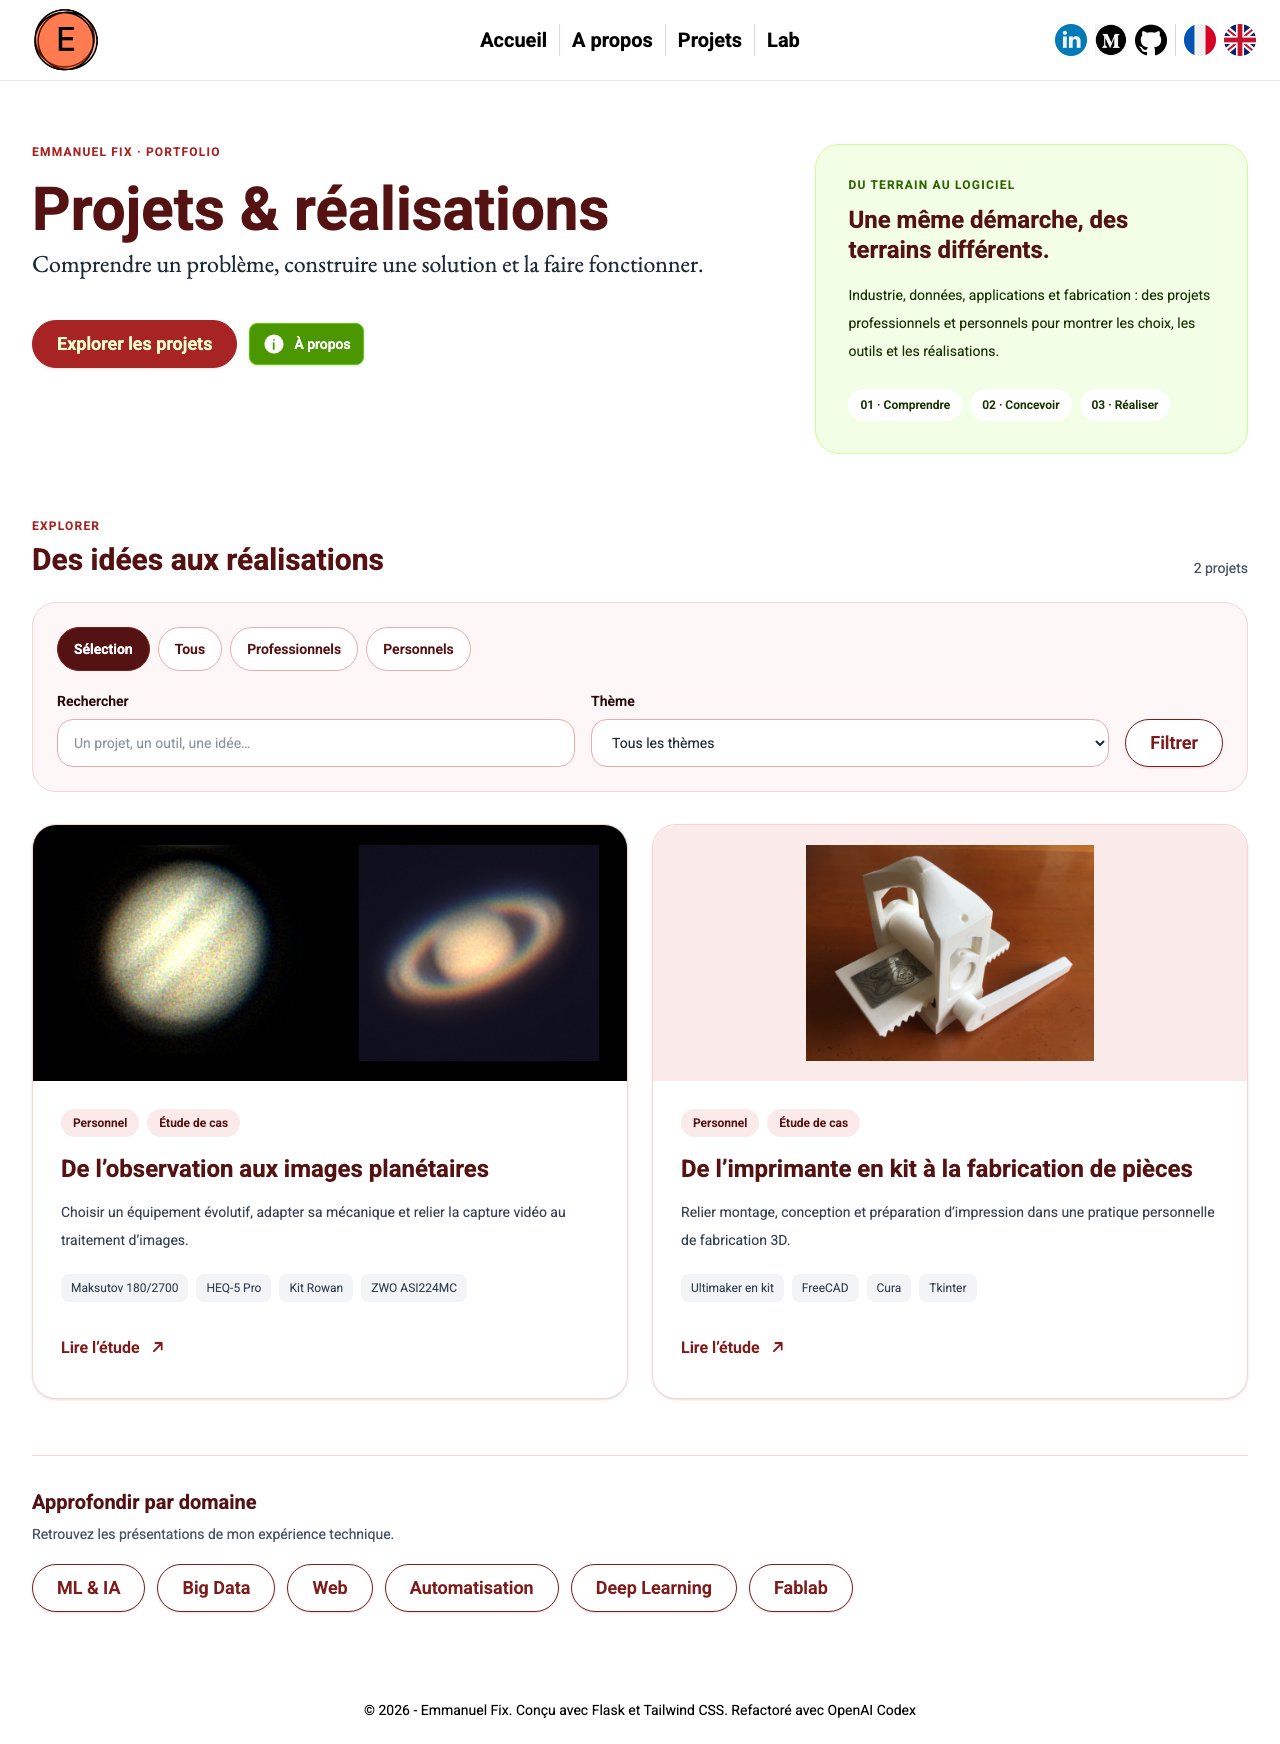 E
Accueil
A propos
Projets
Lab
in
M
EMMANUEL FIX · PORTFOLIO
Projets & réalisations
Comprendre un problème, construire une solution et la faire fonctionner.
Explorer les projets
À propos
DU TERRAIN AU LOGICIEL
Une même démarche, des
terrains différents.
Industrie, données, applications et fabrication : des projets
professionnels et personnels pour montrer les choix, les
outils et les réalisations.
01 · Comprendre
02 · Concevoir
03 · Réaliser
EXPLORER
Des idées aux réalisations
2 projets
Sélection
Tous
Professionnels
Personnels
Rechercher
Un projet, un outil, une idée…
Thème
Tous les thèmes
Filtrer
Personnel
Étude de cas
De l’observation aux images planétaires
Choisir un équipement évolutif, adapter sa mécanique et relier la capture vidéo au
traitement d’images.
Maksutov 180/2700
HEQ-5 Pro
Kit Rowan
ZWO ASI224MC
Lire l’étude ↗
Personnel
Étude de cas
De l’imprimante en kit à la fabrication de pièces
Relier montage, conception et préparation d’impression dans une pratique personnelle
de fabrication 3D.
Ultimaker en kit
FreeCAD
Cura
Tkinter
Lire l’étude ↗
Approfondir par domaine
Retrouvez les présentations de mon expérience technique.
ML & IA
Big Data
Web
Automatisation
Deep Learning
Fablab
© 2026 - Emmanuel Fix. Conçu avec Flask et Tailwind CSS. Refactoré avec OpenAI Codex